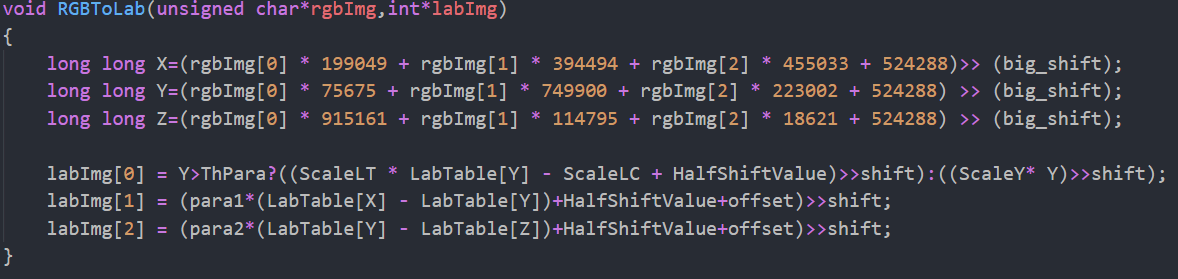 void RGBToLab(unsigned char*rgbImg,int*labImg)
{
    long long X=(rgbImg[0] * 199049 + rgbImg[1] * 394494 + rgbImg[2] * 455033 + 524288)>> (big_shift);
    long long Y=(rgbImg[0] * 75675 + rgbImg[1] * 749900 + rgbImg[2] * 223002 + 524288) >> (big_shift);
    long long Z=(rgbImg[0] * 915161 + rgbImg[1] * 114795 + rgbImg[2] * 18621 + 524288) >> (big_shift);
    labImg[0] = Y>ThPara?((ScaleLT * LabTable[Y] - ScaleLC + HalfShiftValue)>>shift):((ScaleY* Y)>>shift);
    labImg[1] = (para1*(LabTable[X] - LabTable[Y])+HalfShiftValue+offset)>>shift;
    labImg[2] = (para2*(LabTable[Y] - LabTable[Z])+HalfShiftValue+offset)>>shift;
}